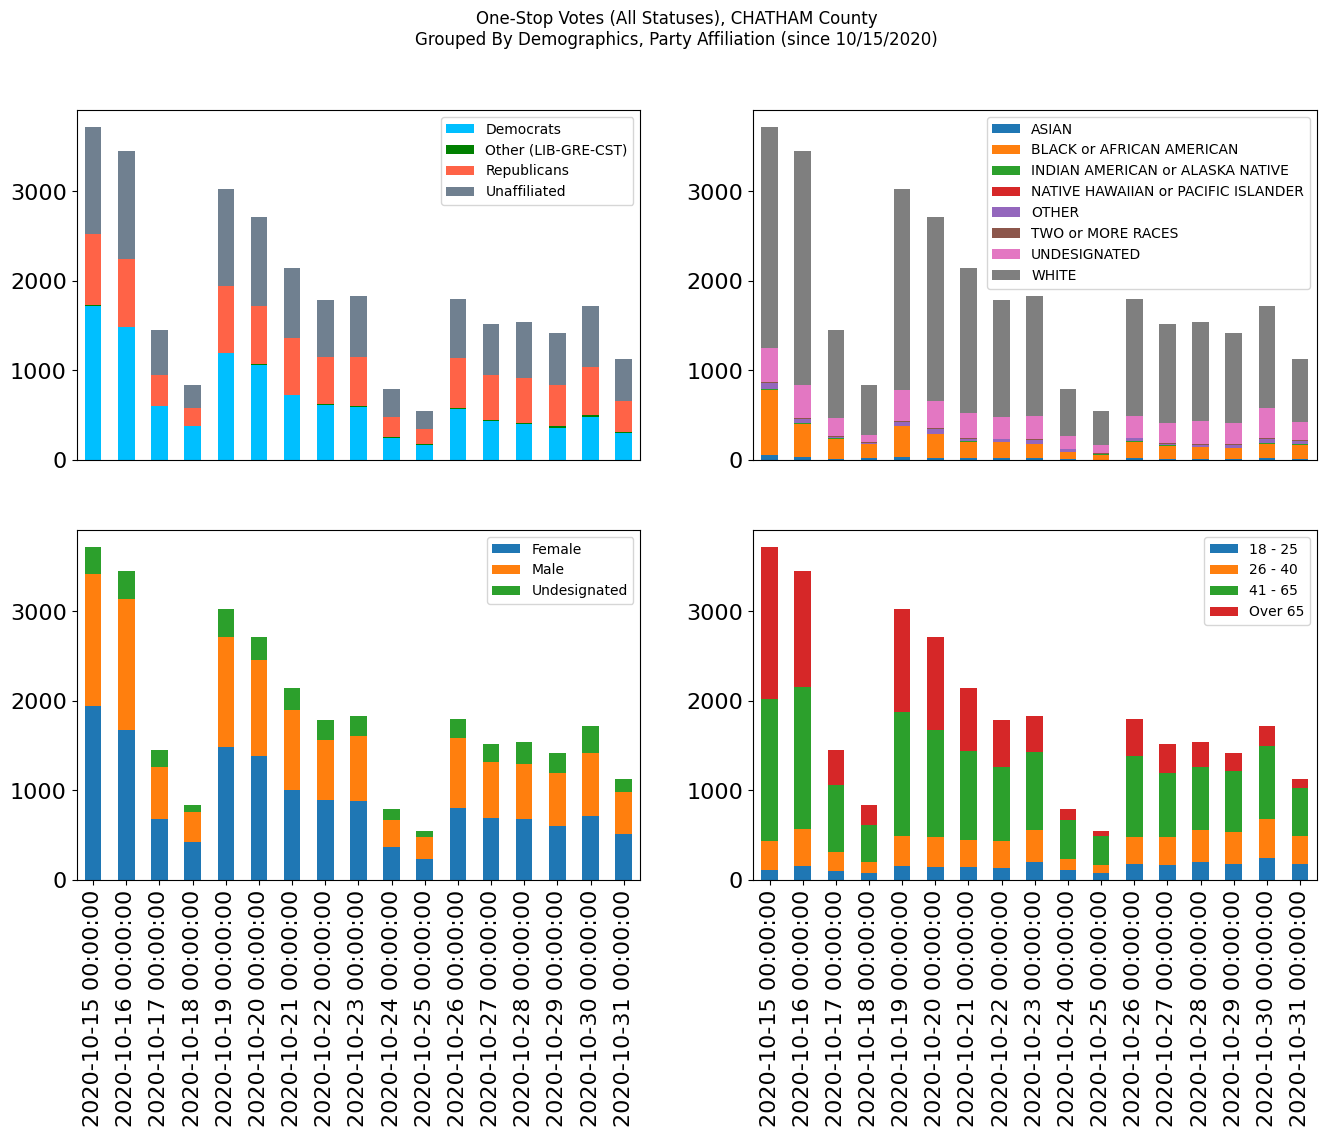 One-Stop Votes (All Statuses), CHATHAM County
Grouped By Demographics, Party Affiliation (since 10/15/2020)
3000
2000
1000
0
Democrats
Other (LIB-GRE-CST)
Republicans
Unaffiliated
3000
2000
1000
0
ASIAN
BLACK or AFRICAN AMERICAN
INDIAN AMERICAN or ALASKA NATIVE
NATIVE HAWAIIAN or PACIFIC ISLANDER
OTHER
TWO or MORE RACES
UNDESIGNATED
WHITE
3000
2000
1000
0
Female
Male
Undesignated
2020-10-15 00:00:00
2020-10-16 00:00:00
2020-10-17 00:00:00
2020-10-18 00:00:00
2020-10-19 00:00:00
2020-10-20 00:00:00
2020-10-21 00:00:00
2020-10-22 00:00:00
2020-10-23 00:00:00
2020-10-24 00:00:00
2020-10-25 00:00:00
2020-10-26 00:00:00
2020-10-27 00:00:00
2020-10-28 00:00:00
2020-10-29 00:00:00
2020-10-30 00:00:00
2020-10-31 00:00:00
3000
2000
1000
0
18 - 25
26 - 40
41 - 65
Over 65
2020-10-15 00:00:00
2020-10-16 00:00:00
2020-10-17 00:00:00
2020-10-18 00:00:00
2020-10-19 00:00:00
2020-10-20 00:00:00
2020-10-21 00:00:00
2020-10-22 00:00:00
2020-10-23 00:00:00
2020-10-24 00:00:00
2020-10-25 00:00:00
2020-10-26 00:00:00
2020-10-27 00:00:00
2020-10-28 00:00:00
2020-10-29 00:00:00
2020-10-30 00:00:00
2020-10-31 00:00:00